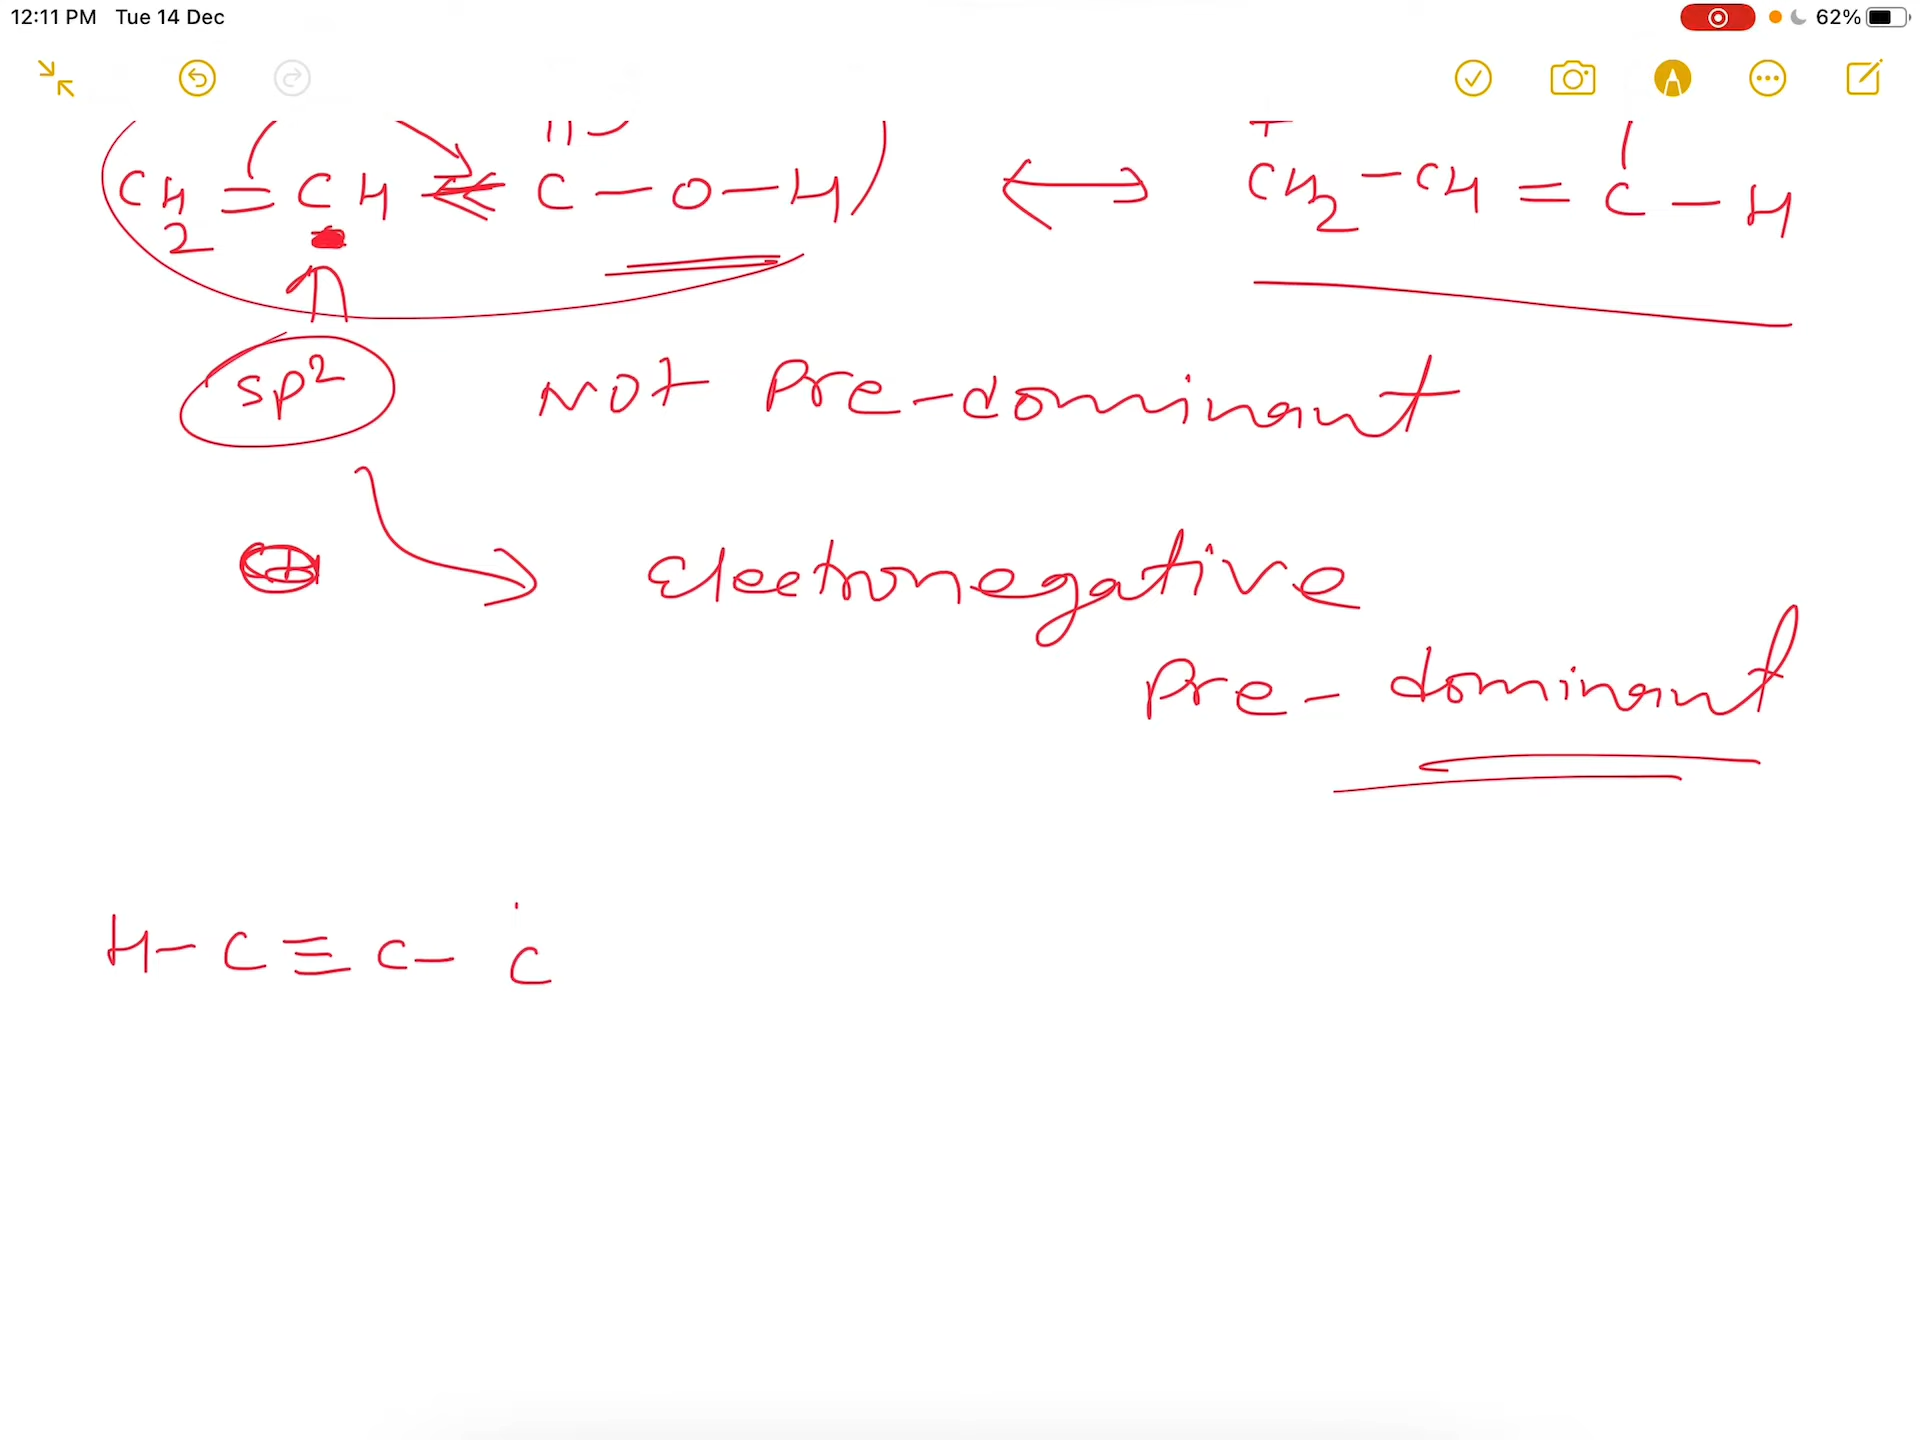 12:11 PM Tue 14 Dec 62%
CH2 = CH C - O - H ↔ CH2 - CH = C - H
sp² Not Pre-dominant
Electronegative
Pre-dominant
H - C ≡ C - C